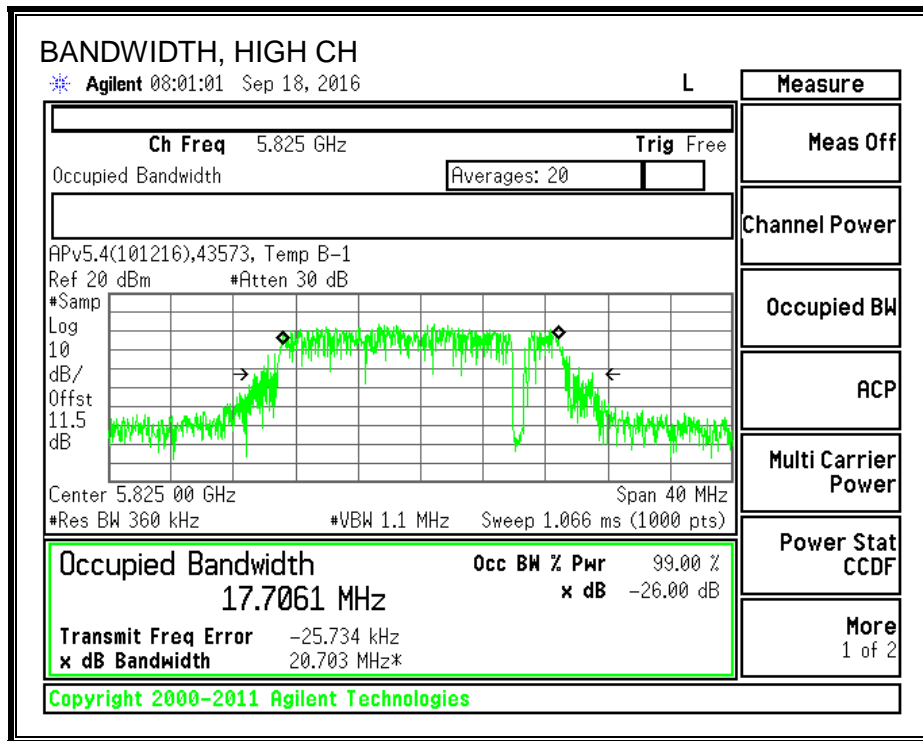 BANDWIDTH, HIGH CH
Agilent 08:01:01 Sep 18, 2016 L
Measure
Ch Freq 5.825 GHz Trig Free
Meas Off
Occupied Bandwidth Averages: 20
Channel Power
APv5.4(101216),43573, Temp B-1
Ref 20 dBm #Atten 30 dB
#Samp
Log
10
dB/
Offst
11.5
dB
Occupied BW
ACP
Multi Carrier
Power
Center 5.825 00 GHz Span 40 MHz
#Res BW 360 kHz #VBW 1.1 MHz Sweep 1.066 ms (1000 pts)
Power Stat
CCDF
Occupied Bandwidth Occ BW % Pwr 99.00 %
17.7061 MHz x dB -26.00 dB
Transmit Freq Error -25.734 kHz
x dB Bandwidth 20.703 MHz*
More
1 of 2
Copyright 2000-2011 Agilent Technologies